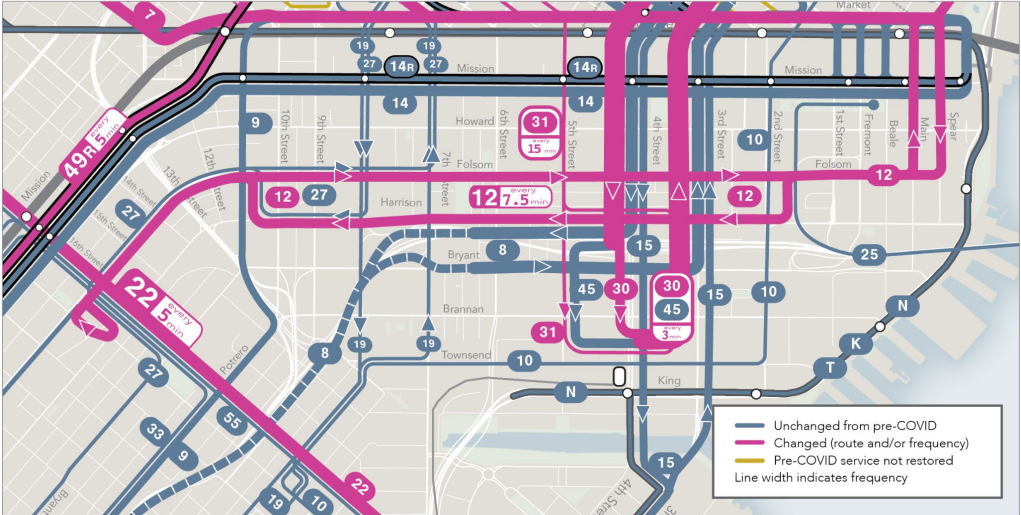 7
Market
19
19
27
27
14R
Mission
14R
Mission
14
14
9
10th Street
9th Street
Howard
6th Street
31
every
15 min
5th Street
4th Street
3rd Street
2nd Street
10
1st Street
Fremont
Beale
Main
Spear
49R
every
5 min
12th Street
13th Street
7th Street
Folsom
Folsom
12
Mission
14th Street
15th Street
16th Street
27
12
27
Harrison
12
every
7.5 min
12
15
8
Bryant
25
22
every
5 min
45
30
30
45
every
3 min
15
10
N
Brannan
31
19
19
K
8
Townsend
10
T
Potrero
27
N
King
55
33
9
15
22
19
10
Bryant
4th Street
3r
Unchanged from pre-COVID
Changed (route and/or frequency)
Pre-COVID service not restored
Line width indicates frequency